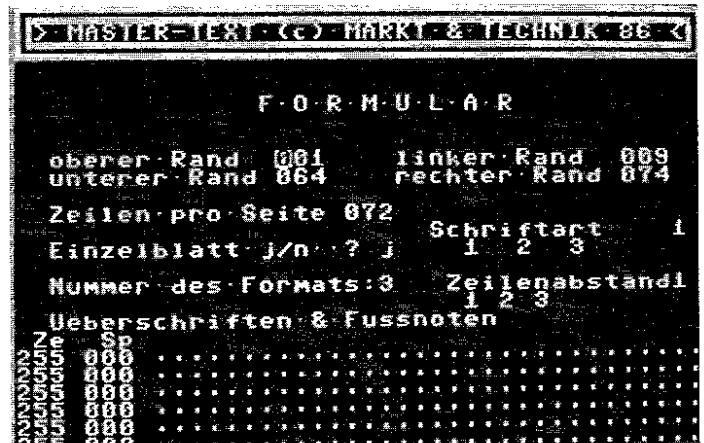 > MASTER-TEXT (c) MARKT & TECHNIK 86 <
F·O·R·M·U·L·A·R
oberer·Rand 001 linker·Rand 009
unterer·Rand 064 rechter·Rand 074
Zeilen·pro·Seite 072
Schriftart 1
Einzelblatt·j/n··? j 1 2 3
Nummer·des·Formats:3 Zeilenabstand1
1 2 3
Ueberschriften·&·Fussnoten
Ze Sp
255 000 ............................
255 000 ............................
255 000 ............................
255 000 ............................
255 000 ............................